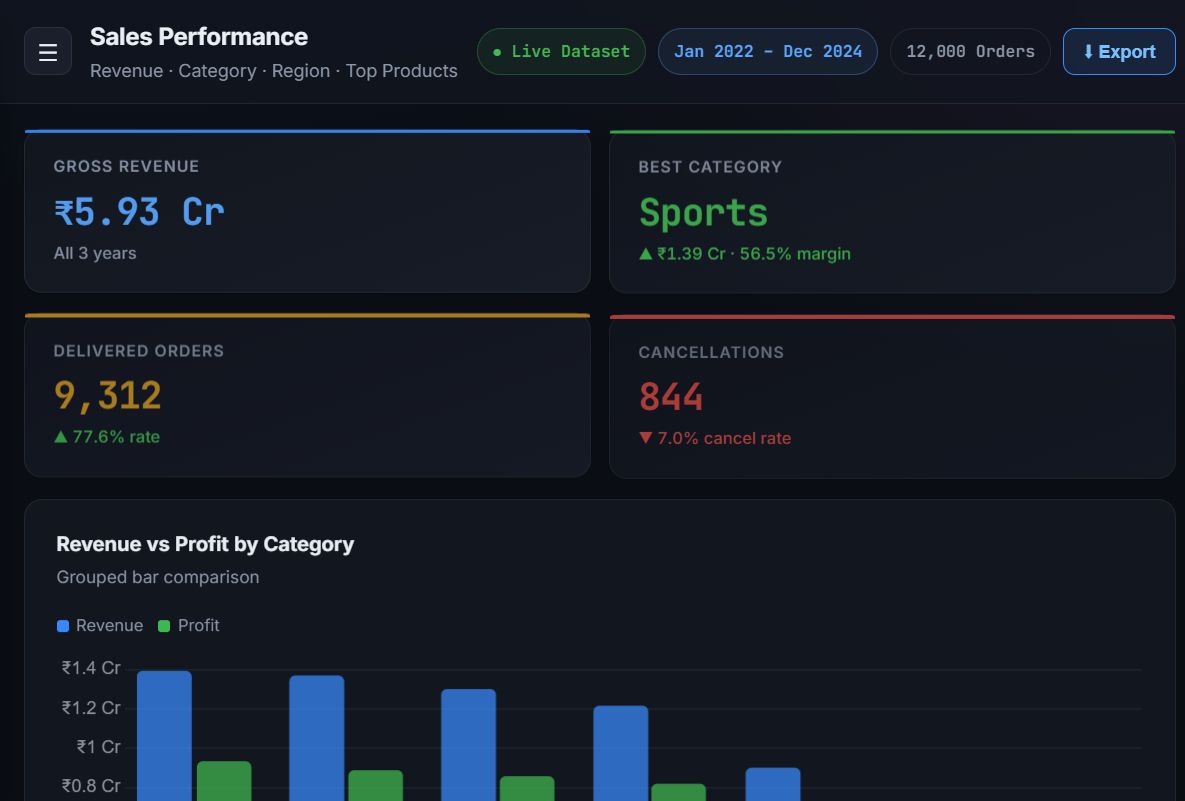 ☰
Sales Performance
Revenue · Category · Region · Top Products
● Live Dataset
Jan 2022 – Dec 2024
12,000 Orders
⬇ Export
GROSS REVENUE
₹5.93 Cr
All 3 years
BEST CATEGORY
Sports
▲ ₹1.39 Cr · 56.5% margin
DELIVERED ORDERS
9,312
▲ 77.6% rate
CANCELLATIONS
844
▼ 7.0% cancel rate
Revenue vs Profit by Category
Grouped bar comparison
Revenue Profit
₹1.4 Cr
₹1.2 Cr
₹1 Cr
₹0.8 Cr